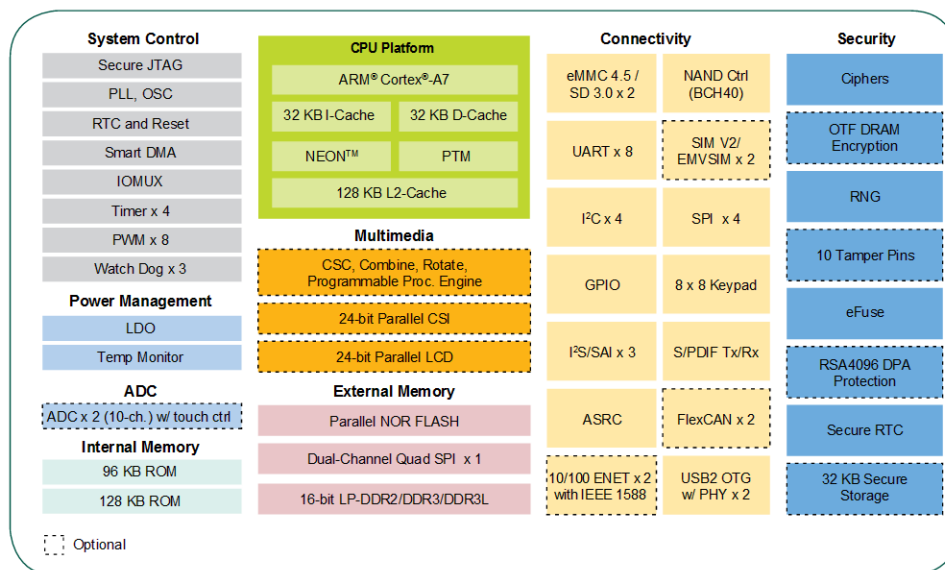 System Control
Secure JTAG
PLL, OSC
RTC and Reset
Smart DMA
IOMUX
Timer x 4
PWM x 8
Watch Dog x 3
Power Management
LDO
Temp Monitor
ADC
ADC x 2 (10-ch.) w/ touch ctrl
Internal Memory
96 KB ROM
128 KB ROM
Optional
CPU Platform
ARM® Cortex®-A7
32 KB I-Cache
32 KB D-Cache
NEON™
PTM
128 KB L2-Cache
Multimedia
CSC, Combine, Rotate,
Programmable Proc. Engine
24-bit Parallel CSI
24-bit Parallel LCD
External Memory
Parallel NOR FLASH
Dual-Channel Quad SPI x 1
16-bit LP-DDR2/DDR3/DDR3L
Connectivity
eMMC 4.5 /
SD 3.0 x 2
NAND Ctrl
(BCH40)
UART x 8
SIM V2/
EMVSIM x 2
I²C x 4
SPI x 4
GPIO
8 x 8 Keypad
I²S/SAI x 3
S/PDIF Tx/Rx
ASRC
FlexCAN x 2
10/100 ENET x 2
with IEEE 1588
USB2 OTG
w/ PHY x 2
Security
Ciphers
OTF DRAM
Encryption
RNG
10 Tamper Pins
eFuse
RSA4096 DPA
Protection
Secure RTC
32 KB Secure
Storage